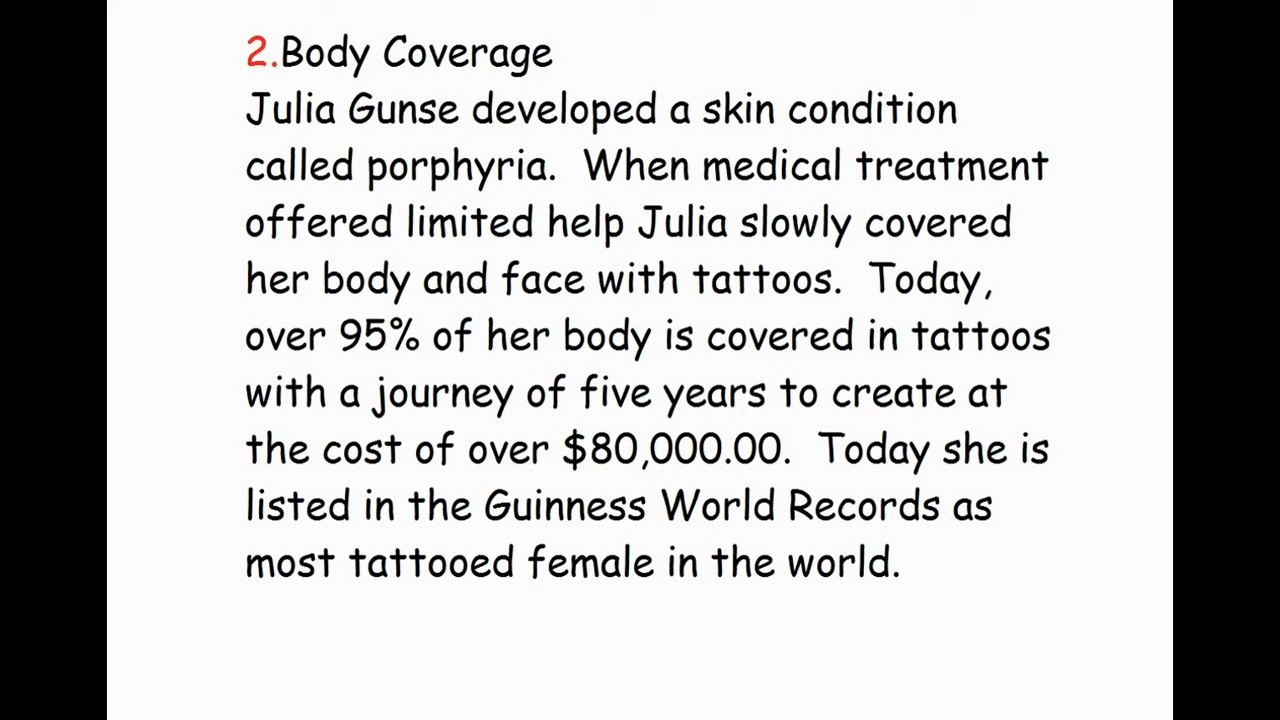 2.Body Coverage
Julia Gunse developed a skin condition
called porphyria.  When medical treatment
offered limited help Julia slowly covered
her body and face with tattoos.  Today,
over 95% of her body is covered in tattoos
with a journey of five years to create at
the cost of over $80,000.00.  Today she is
listed in the Guinness World Records as
most tattooed female in the world.